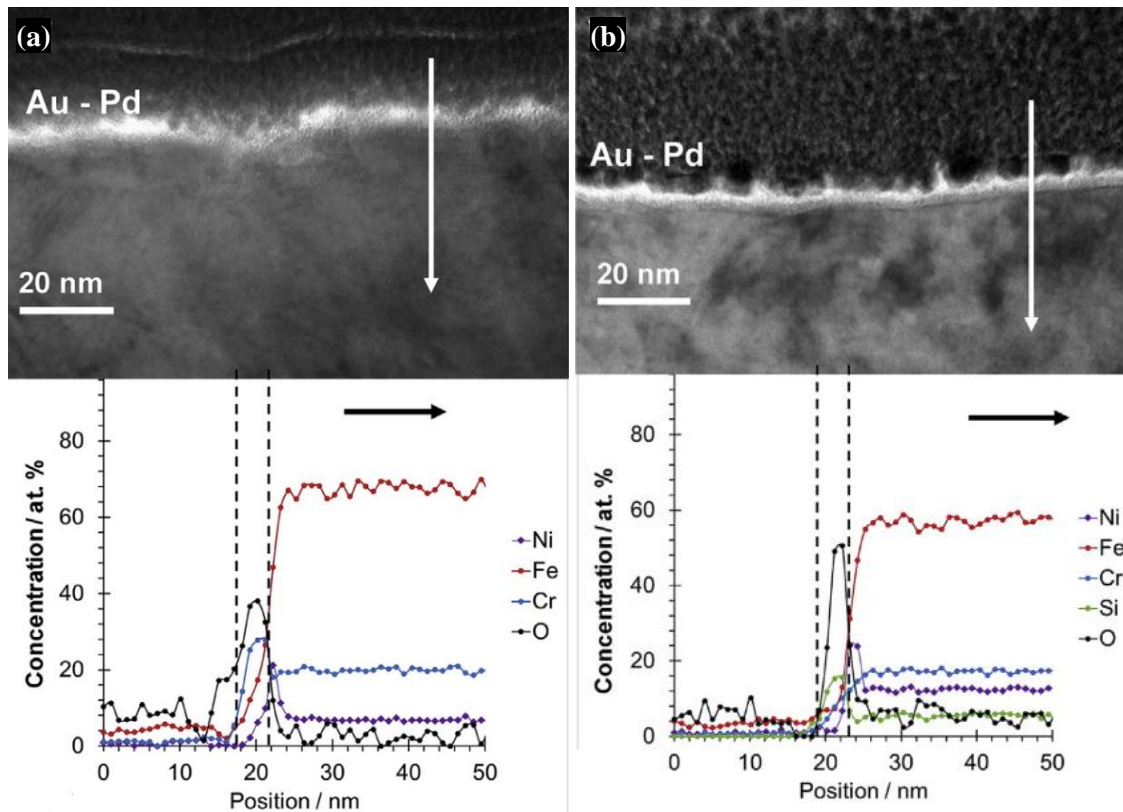 (a)
Au - Pd
20 nm
(b)
Au - Pd
20 nm
Concentration / at. %
80
60
40
20
0
0 10 20 30 40 50
Position / nm
Ni
Fe
Cr
O
Concentration / at. %
80
60
40
20
0
0 10 20 30 40 50
Position / nm
Ni
Fe
Cr
Si
O